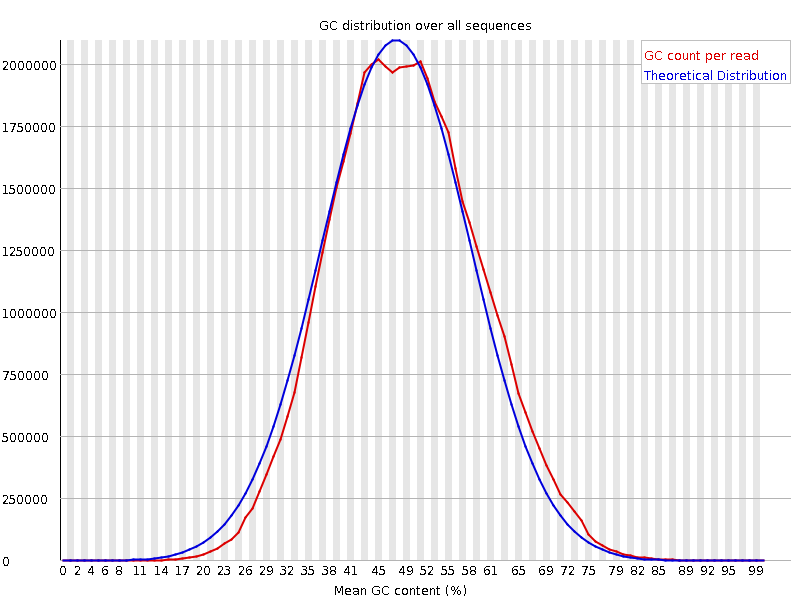 GC distribution over all sequences
GC count per read
Theoretical Distribution
2000000
1750000
1500000
1250000
1000000
750000
500000
250000
0
0 2 4 6 8 11 14 17 20 23 26 29 32 35 38 41 45 49 52 55 58 61 65 69 72 75 79 82 85 89 92 95 99
Mean GC content (%)